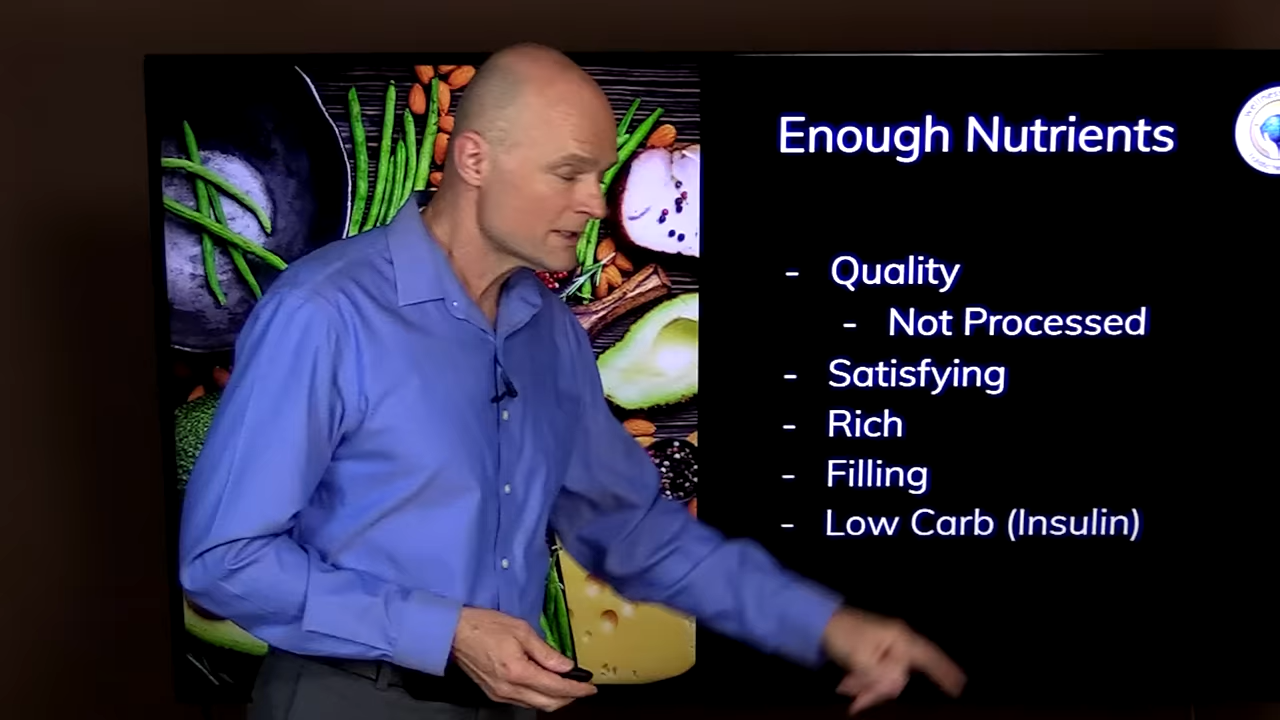 Enough Nutrients
- Quality
- Not Processed
- Satisfying
- Rich
- Filling
- Low Carb (Insulin)